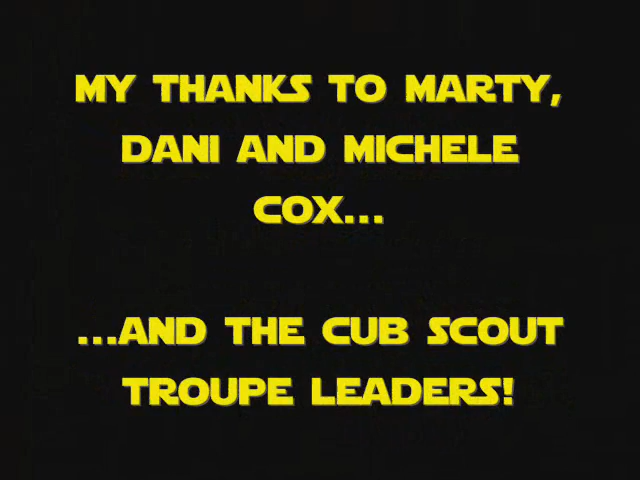 MY THANKS TO MARTY,
DANI AND MICHELE
COX...
...AND THE CUB SCOUT
TROUPE LEADERS!